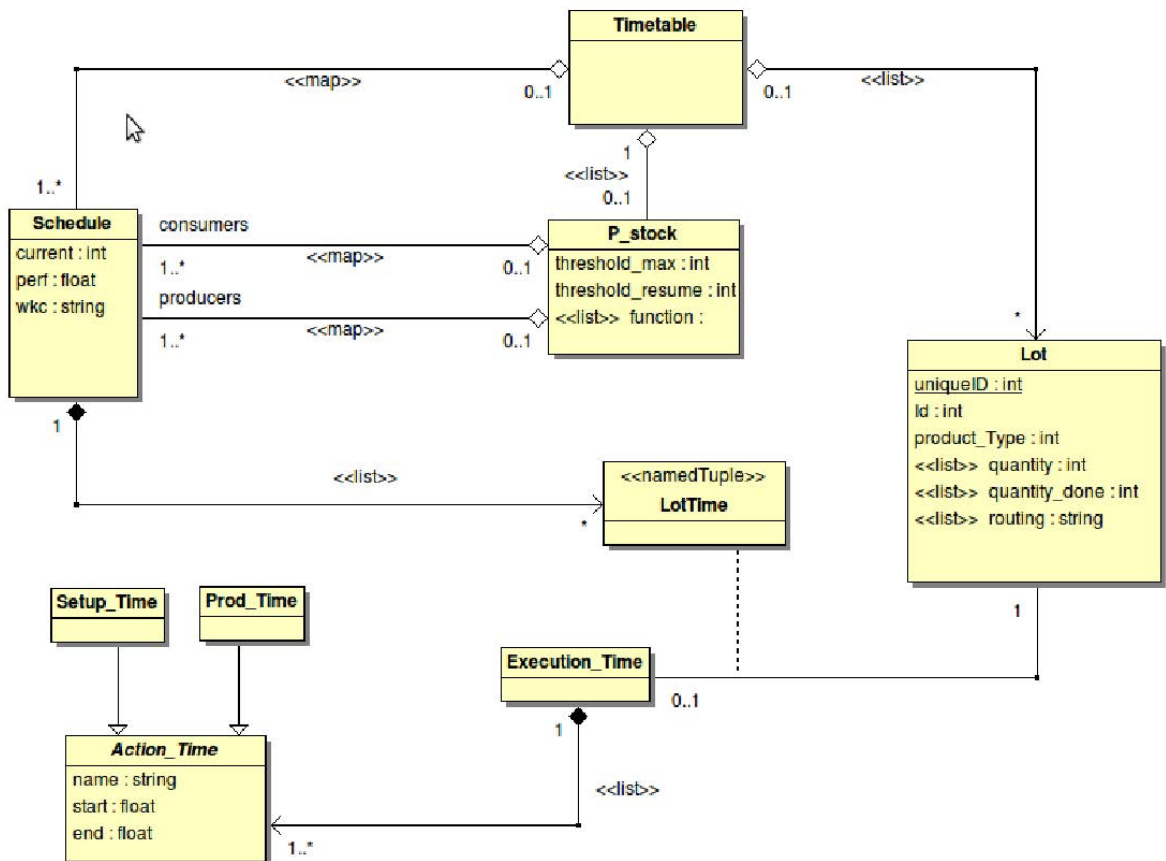 Timetable
<<map>>
0..1
0..1
<<list>>
1
<<list>>
0..1
1..*
Schedule
current : int
perf : float
wkc : string
consumers
1..*
<<map>>
0..1
producers
1..*
<<map>>
0..1
P_stock
threshold_max : int
threshold_resume : int
<<list>> function :
*
Lot
uniqueID : int
Id : int
product_Type : int
<<list>> quantity : int
<<list>> quantity_done : int
<<list>> routing : string
1
<<list>>
*
<<namedTuple>>
LotTime
Setup_Time
Prod_Time
1
Execution_Time
0..1
1
<<list>>
Action_Time
name : string
start : float
end : float
1..*